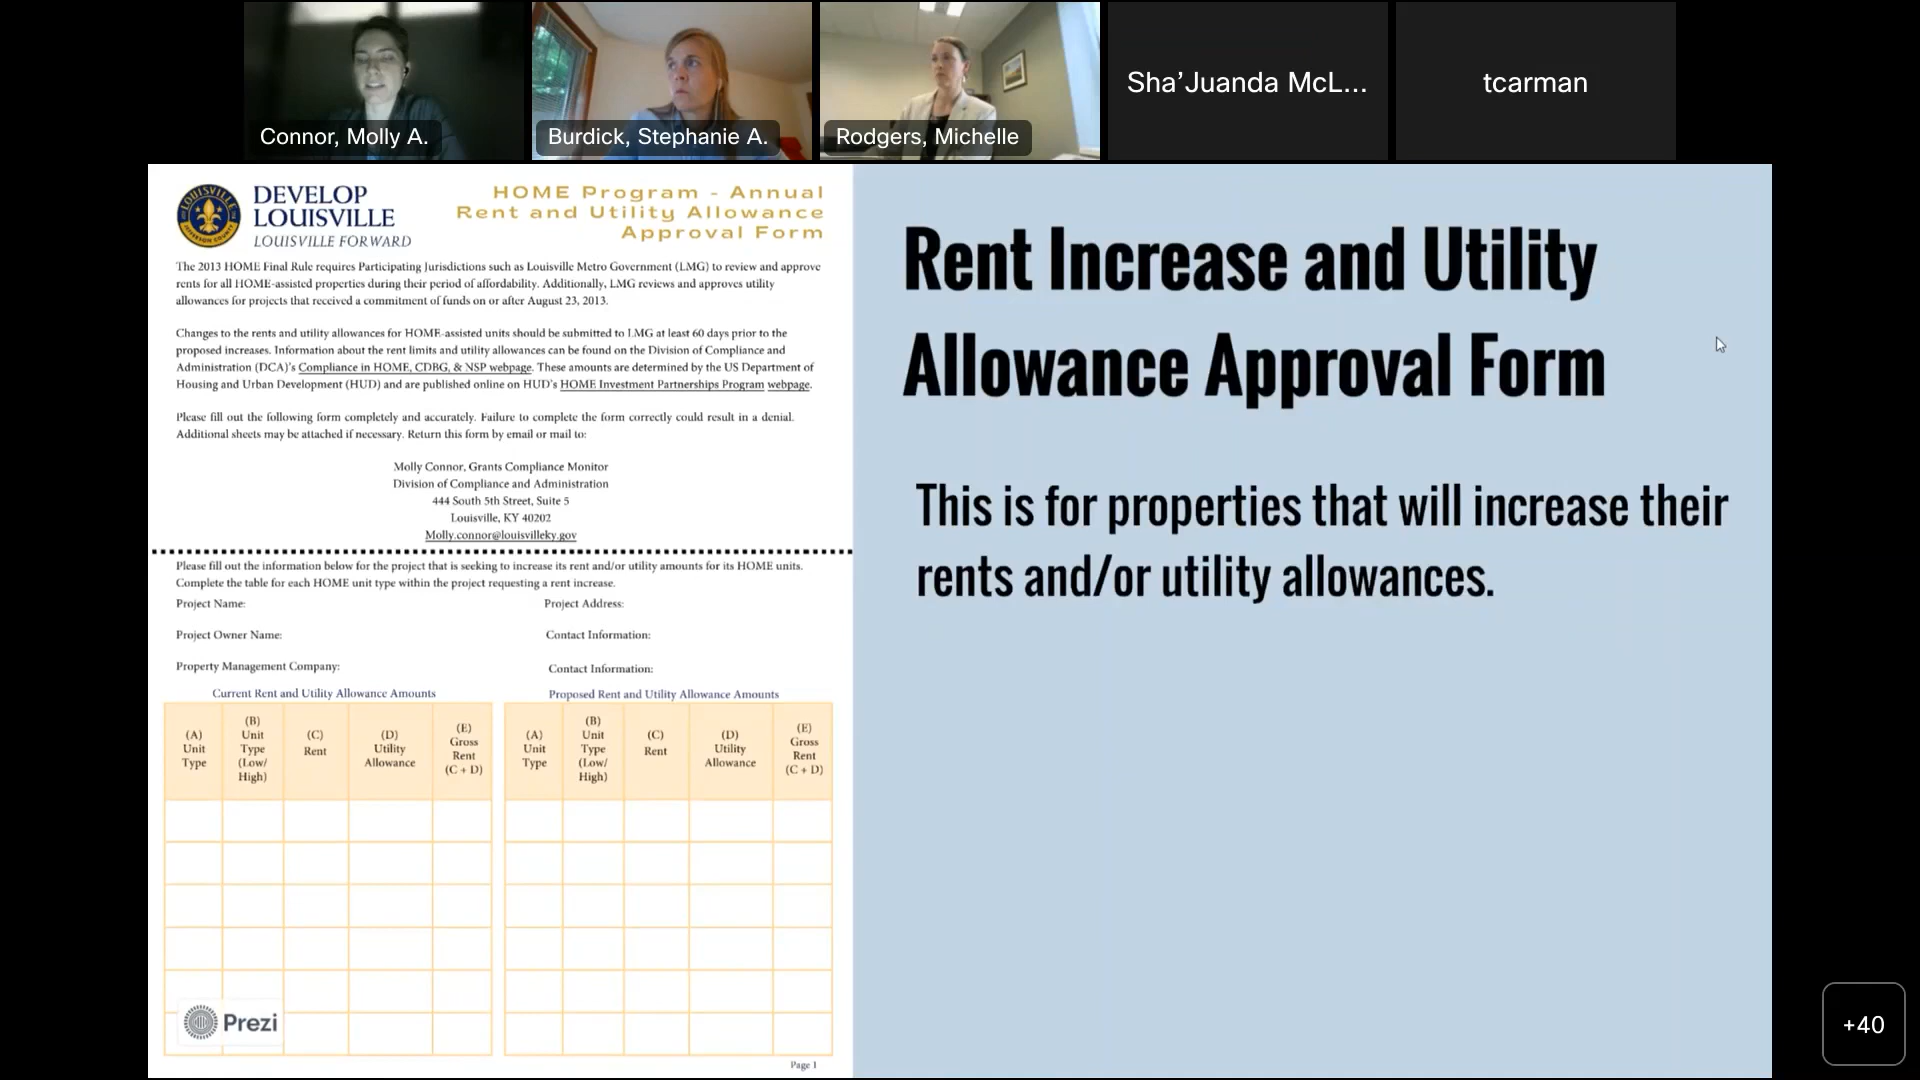 Connor, Molly A.
Burdick, Stephanie A.
Rodgers, Michelle
Sha’Juanda McL...
tcarman
DEVELOP
LOUISVILLE
LOUISVILLE FORWARD
HOME Program - Annual
Rent and Utility Allowance
Approval Form
The 2013 HOME Final Rule requires Participating Jurisdictions such as Louisville Metro Government (LMG) to review and approve
rents for all HOME-assisted properties during their period of affordability. Additionally, LMG reviews and approves utility
allowances for projects that received a commitment of funds on or after August 23, 2013.
Changes to the rents and utility allowances for HOME-assisted units should be submitted to LMG at least 60 days prior to the
proposed increases. Information about the rent limits and utility allowances can be found on the Division of Compliance and
Administration (DCA)'s Compliance in HOME, CDBG, & NSP webpage. These amounts are determined by the US Department of
Housing and Urban Development (HUD) and are published online on HUD's HOME Investment Partnerships Program webpage.
Please fill out the following form completely and accurately. Failure to complete the form correctly could result in a denial.
Additional sheets may be attached if necessary. Return this form by email or mail to:
Molly Connor, Grants Compliance Monitor
Division of Compliance and Administration
444 South 5th Street, Suite 5
Louisville, KY 40202
Molly.connor@louisvilleky.gov
Please fill out the information below for the project that is seeking to increase its rent and/or utility amounts for its HOME units.
Complete the table for each HOME unit type within the project requesting a rent increase.
Project Name:
Project Address:
Project Owner Name:
Contact Information:
Property Management Company:
Contact Information:
Current Rent and Utility Allowance Amounts
Proposed Rent and Utility Allowance Amounts
(A)
Unit
Type
(B)
Unit
Type
(Low/
High)
(C)
Rent
(D)
Utility
Allowance
(E)
Gross
Rent
(C + D)
(A)
Unit
Type
(B)
Unit
Type
(Low/
High)
(C)
Rent
(D)
Utility
Allowance
(E)
Gross
Rent
(C + D)
Prezi
Page 1
Rent Increase and Utility
Allowance Approval Form
This is for properties that will increase their
rents and/or utility allowances.
+40